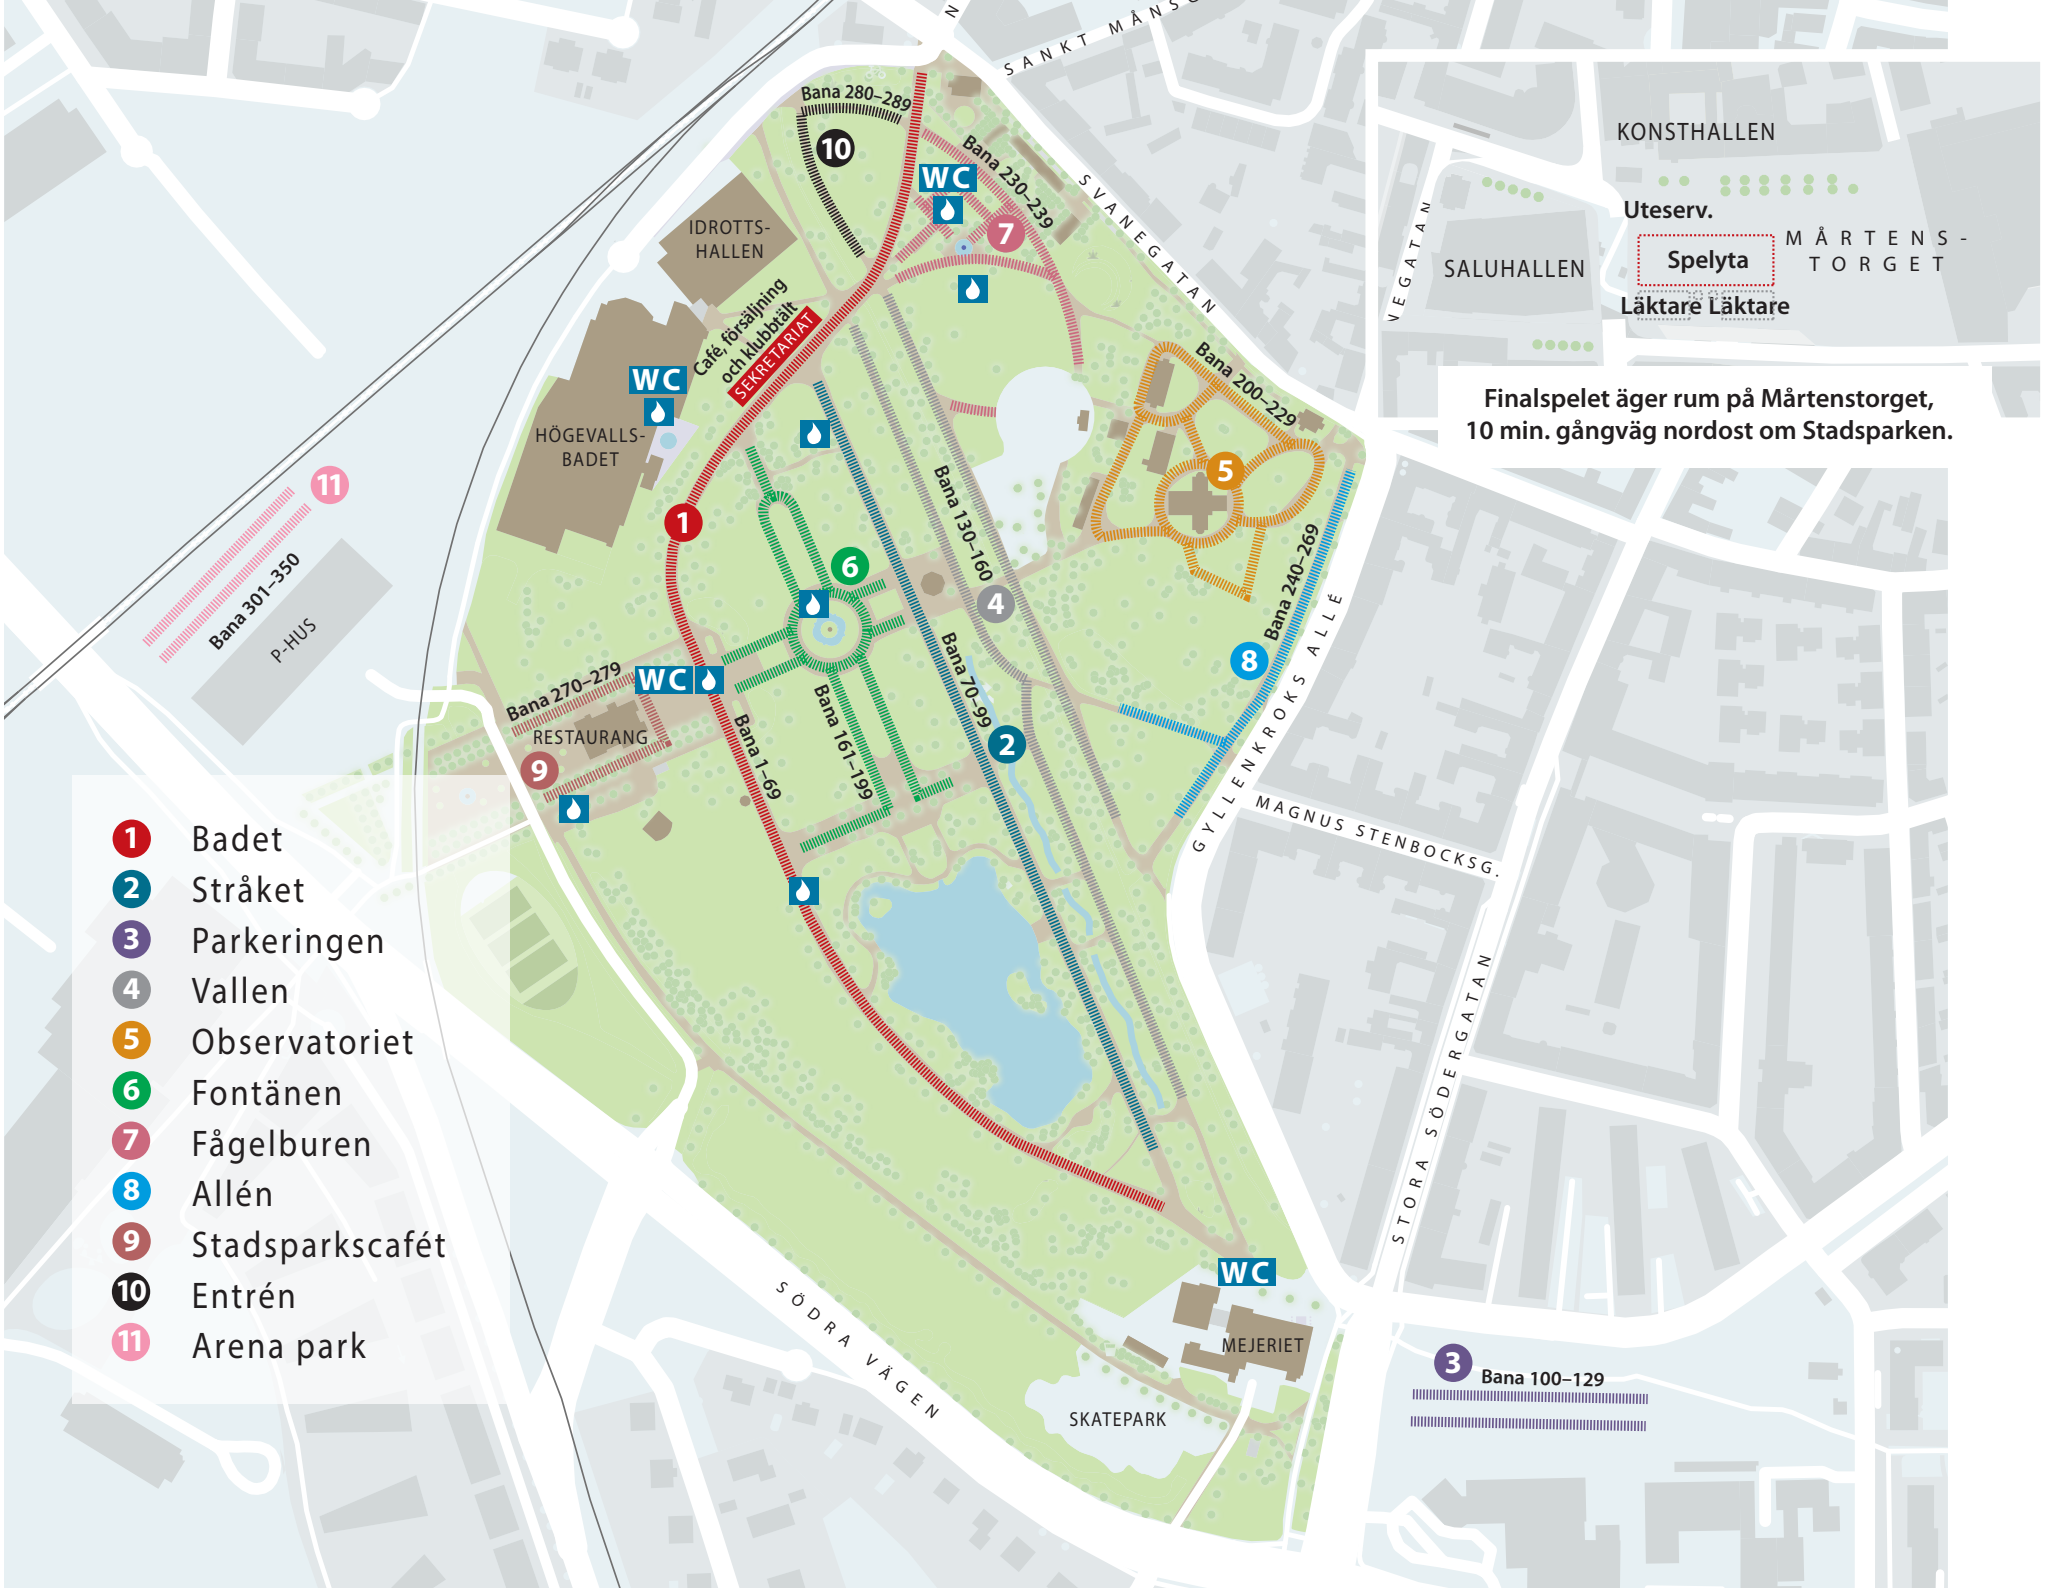 N
SANKT MÅNSG
Bana 280–289
10
Bana 230–239
WC
7
SVANEGATAN
IDROTTS-
HALLEN
Café, försäljning
och klubbtält
SEKRETARIAT
WC
HÖGEVALLS-
BADET
Bana 200–229
5
11
Bana 301–350
P-HUS
1
6
Bana 130–160
4
Bana 240–269
8
GYLLENKROKS ALLÉ
WC
Bana 270–279
RESTAURANG
9
Bana 1–69
Bana 161–199
Bana 70–99
2
MAGNUS STENBOCKSG.
STORA SÖDERGATAN
SÖDRA VÄGEN
WC
MEJERIET
SKATEPARK
3
Bana 100–129
KONSTHALLEN
Uteserv.
Spelyta
MÅRTENS-
TORGET
SALUHALLEN
NEGATAN
Läktare Läktare
Finalspelet äger rum på Mårtenstorget,
10 min. gångväg nordost om Stadsparken.
1 Badet
2 Stråket
3 Parkeringen
4 Vallen
5 Observatoriet
6 Fontänen
7 Fågelburen
8 Allén
9 Stadsparkscafét
10 Entrén
11 Arena park